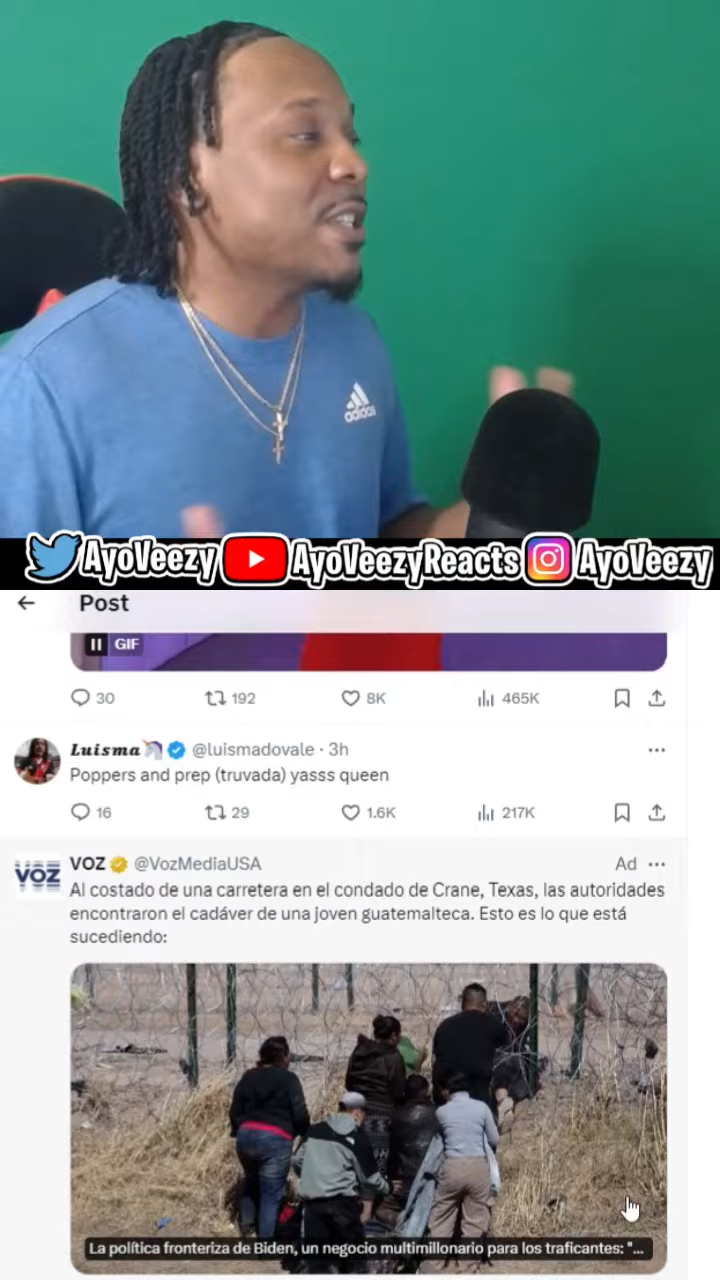 adidas
AyoVeezy AyoVeezyReacts AyoVeezy
Post
GIF
30 192 8K 465K
Luisma @luismadovale · 3h
Poppers and prep (truvada) yasss queen
16 29 1.6K 217K
VOZ
VOZ @VozMediaUSA Ad
Al costado de una carretera en el condado de Crane, Texas, las autoridades
encontraron el cadáver de una joven guatemalteca. Esto es lo que está
sucediendo:
La política fronteriza de Biden, un negocio multimillonario para los traficantes: "...